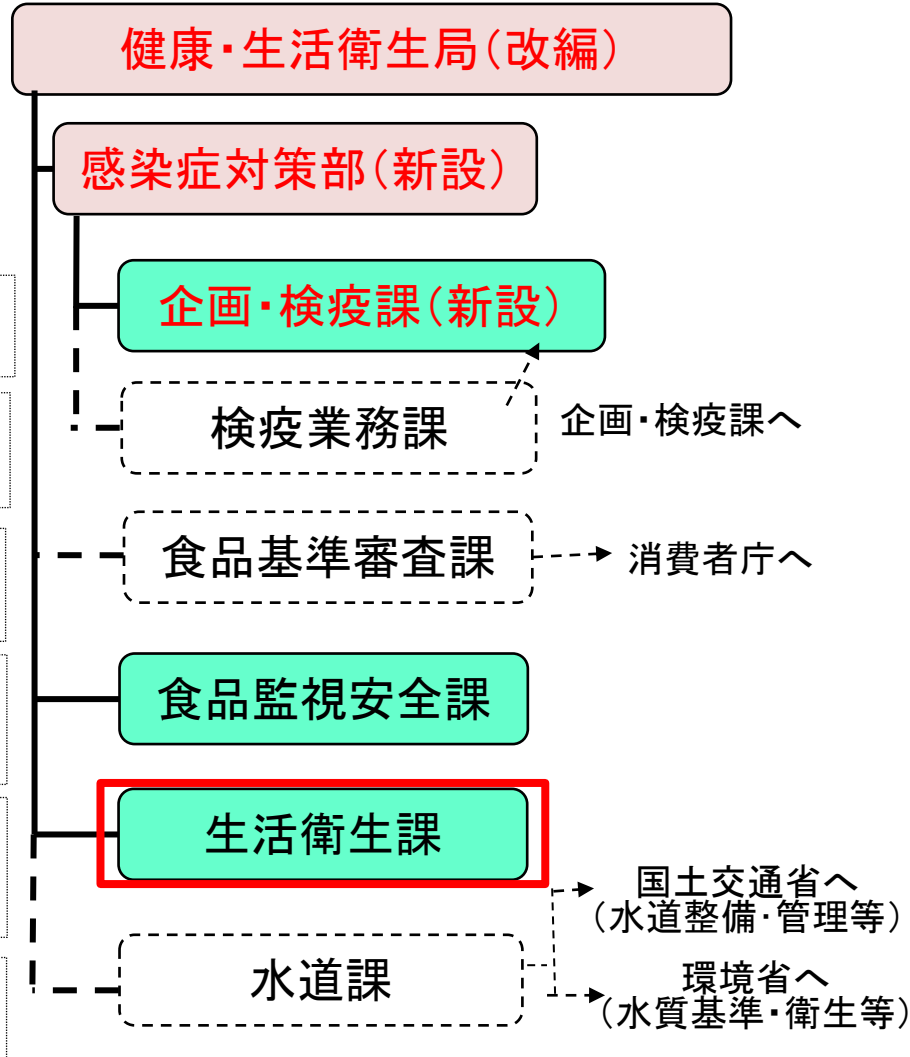 健康・生活衛生局(改編)
感染症対策部(新設)
企画・検疫課(新設)
検疫業務課
企画・検疫課へ
食品基準審査課
消費者庁へ
食品監視安全課
生活衛生課
国土交通省へ
(水道整備・管理等)
水道課
環境省へ
(水質基準・衛生等)